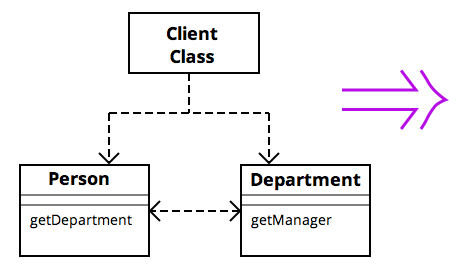 Client
Class
Person
Department
getDepartment
getManager